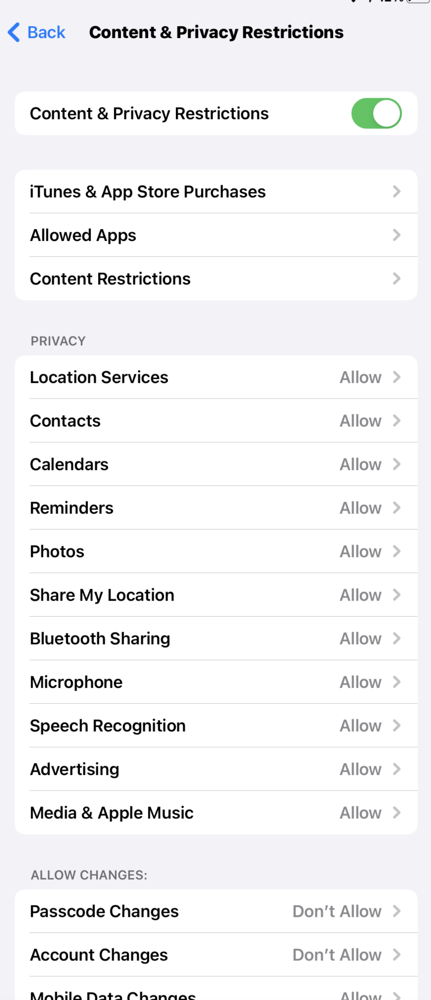 Back Content & Privacy Restrictions
Content & Privacy Restrictions
iTunes & App Store Purchases
Allowed Apps
Content Restrictions
PRIVACY
Location Services Allow
Contacts Allow
Calendars Allow
Reminders Allow
Photos Allow
Share My Location Allow
Bluetooth Sharing Allow
Microphone Allow
Speech Recognition Allow
Advertising Allow
Media & Apple Music Allow
ALLOW CHANGES:
Passcode Changes Don’t Allow
Account Changes Don’t Allow
Mobile Data Changes Allow